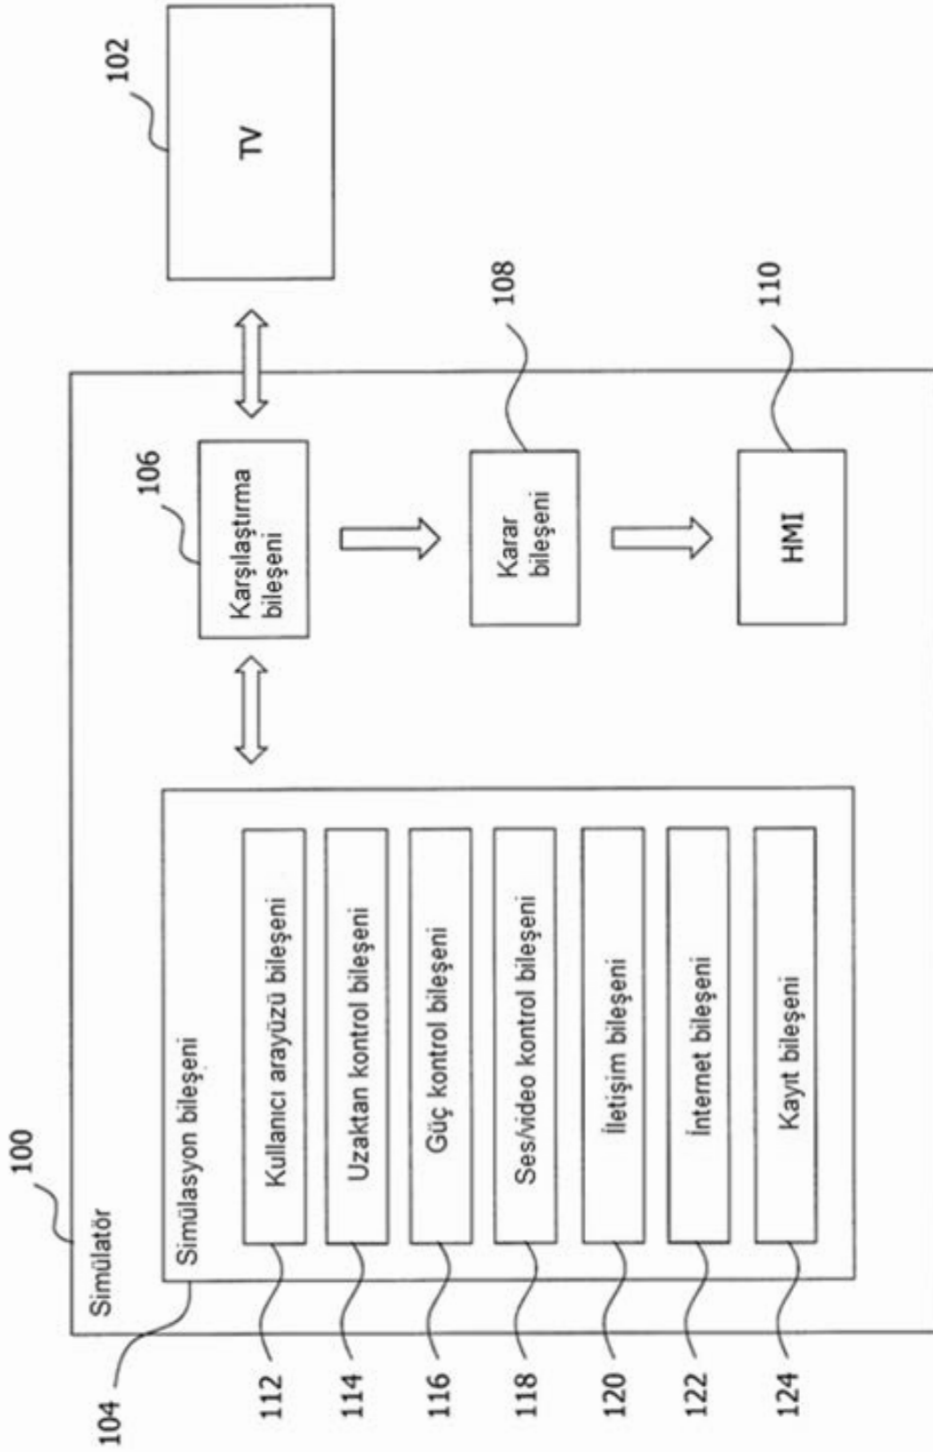 100
Simülatör
104
Simülasyon bileşeni
112
Kullanıcı arayüzü bileşeni
114
Uzaktan kontrol bileşeni
116
Güç kontrol bileşeni
118
Ses/video kontrol bileşeni
120
İletişim bileşeni
122
İnternet bileşeni
124
Kayıt bileşeni
106
Karşılaştırma
bileşeni
108
Karar
bileşeni
110
HMI
102
TV